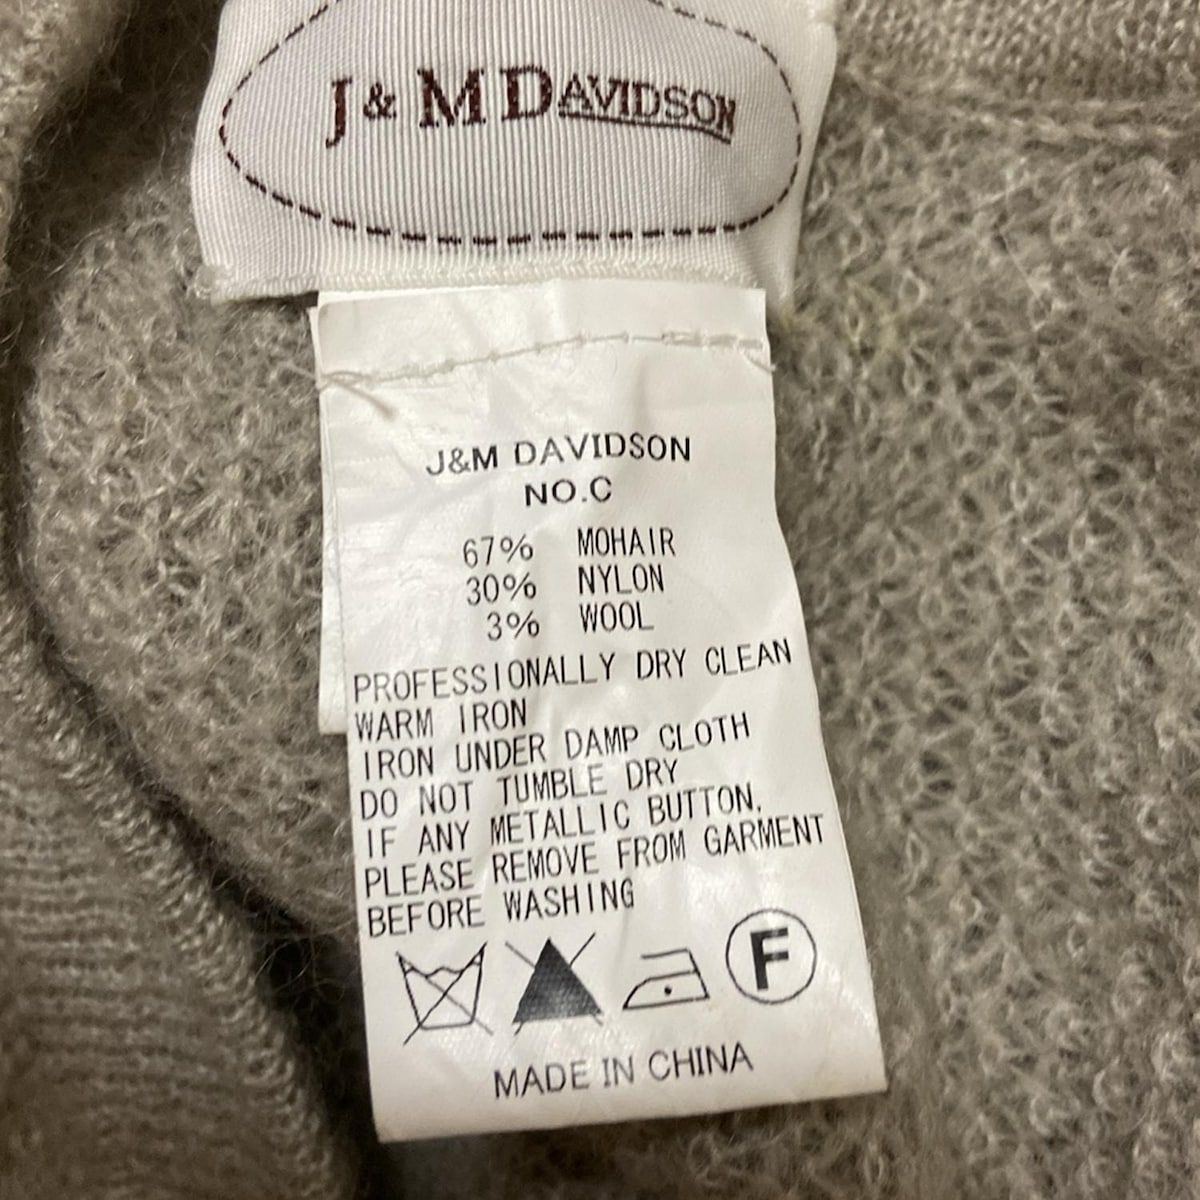 J & M DAVIDSON
J&M DAVIDSON
NO.C
67% MOHAIR
30% NYLON
3% WOOL
PROFESSIONALLY DRY CLEAN
WARM IRON
IRON UNDER DAMP CLOTH
DO NOT TUMBLE DRY
IF ANY METALLIC BUTTON,
PLEASE REMOVE FROM GARMENT
BEFORE WASHING
F
MADE IN CHINA